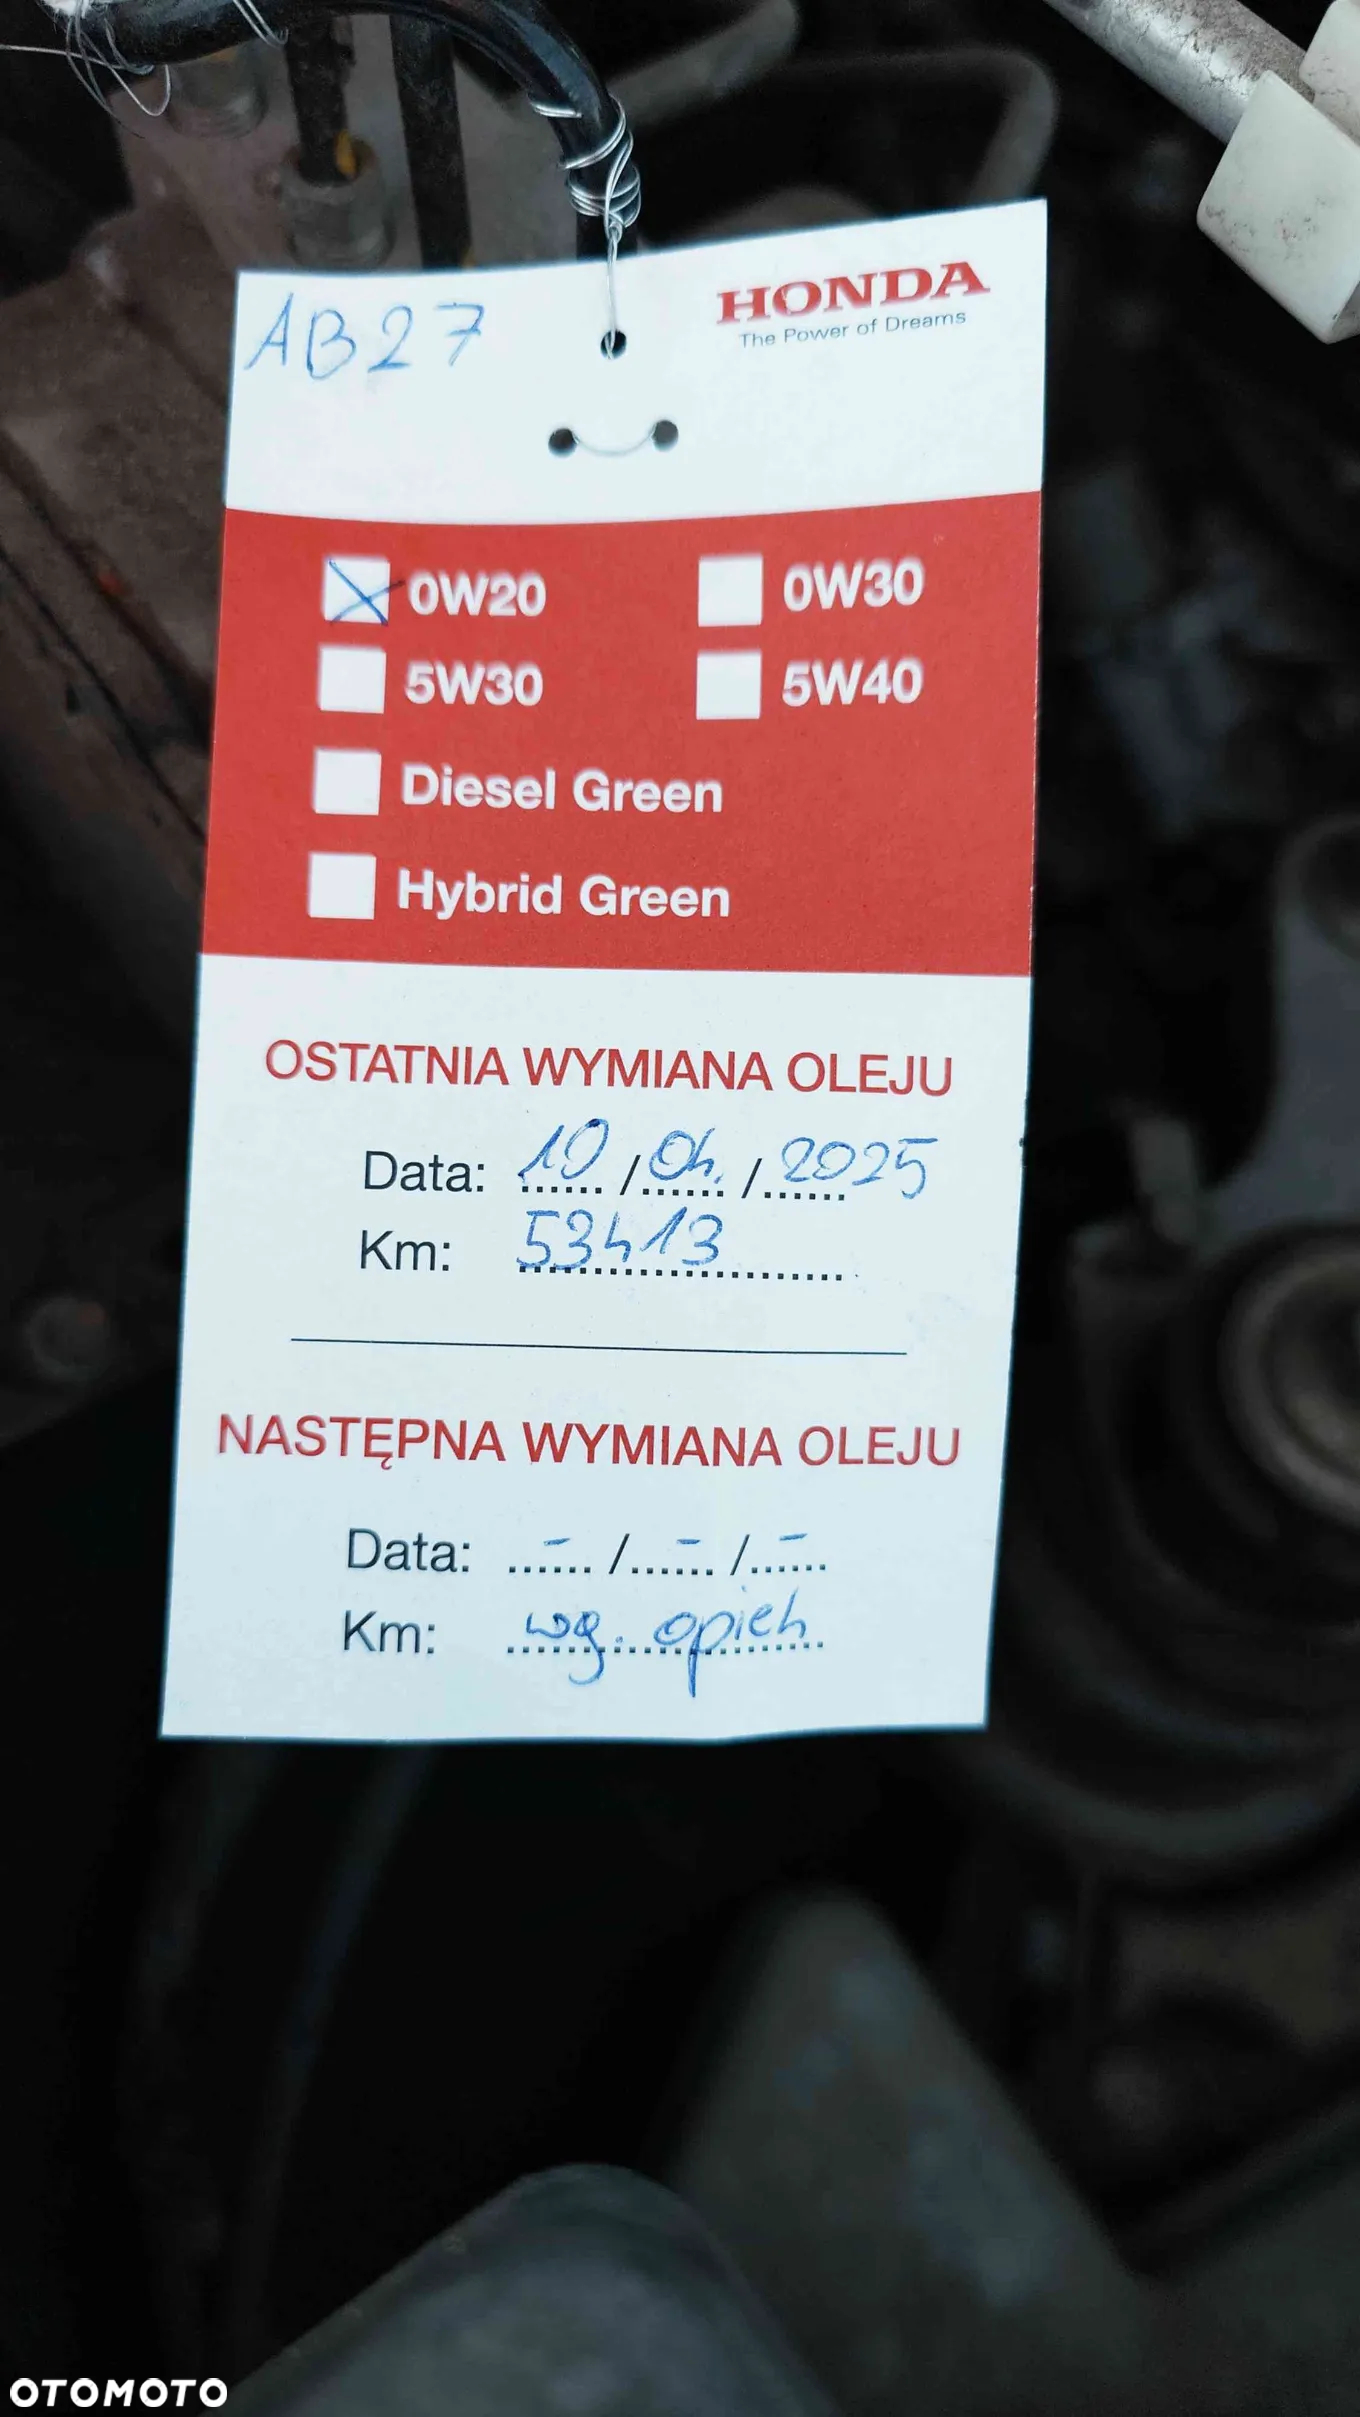 AB27
HONDA
The Power of Dreams
0W20 0W30
5W30 5W40
Diesel Green
Hybrid Green
OSTATNIA WYMIANA OLEJU
Data: 10 / 04. / 2025
Km: 53413
NASTĘPNA WYMIANA OLEJU
Data: - / - / -
Km: wg. opieh
OTOMOTO